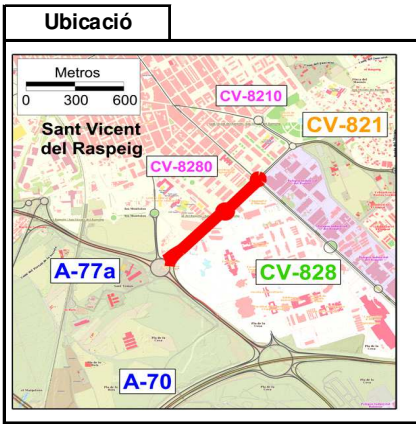 Ubicació
Metros
0 300 600
CV-8210
Sant Vicent
del Raspeig
CV-821
CV-8280
A-77a
CV-828
A-70